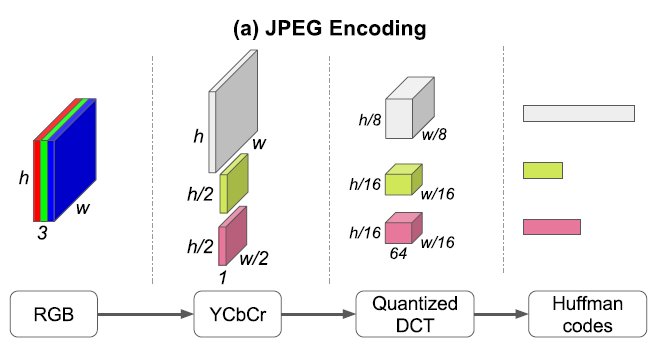 (a) JPEG Encoding
h
w
3
h
w
h/2
h/2
w/2
1
h/8
w/8
h/16
w/16
h/16
w/16
64
RGB
YCbCr
Quantized
DCT
Huffman
codes